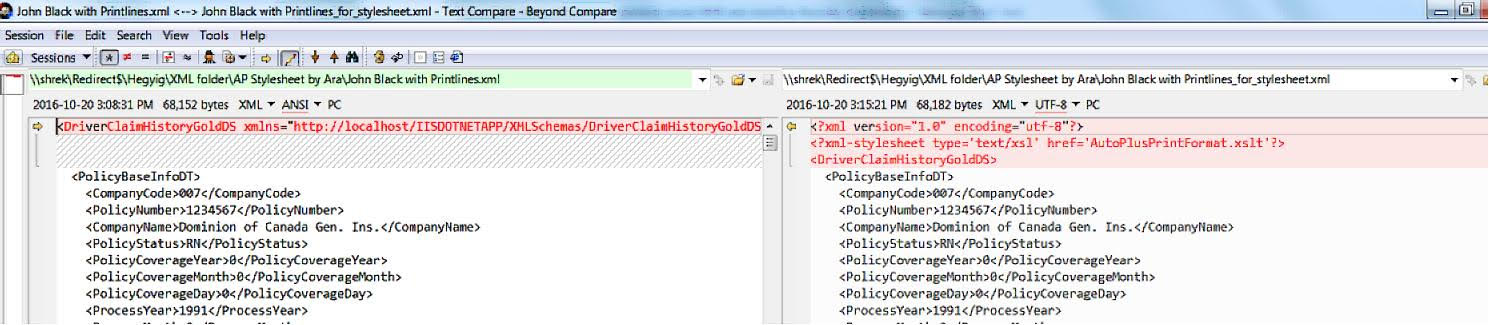 John Black with Printlines.xml <--> John Black with Printlines_for_stylesheet.xml - Text Compare - Beyond Compare
Session File Edit Search View Tools Help
Sessions
\\shrek\Redirect$\Hegyig\XML folder\AP Stylesheet by Ara\John Black with Printlines.xml
2016-10-20 3:08:31 PM 68,152 bytes XML ANSI PC
<DriverClaimHistoryGoldDS xmlns="http://localhost/IISDOTNETAPP/XMLSchemas/DriverClaimHistoryGoldDS
<PolicyBaseInfoDT>
<CompanyCode>007</CompanyCode>
<PolicyNumber>1234567</PolicyNumber>
<CompanyName>Dominion of Canada Gen. Ins.</CompanyName>
<PolicyStatus>RN</PolicyStatus>
<PolicyCoverageYear>0</PolicyCoverageYear>
<PolicyCoverageMonth>0</PolicyCoverageMonth>
<PolicyCoverageDay>0</PolicyCoverageDay>
<ProcessYear>1991</ProcessYear>
\\shrek\Redirect$\Hegyig\XML folder\AP Stylesheet by Ara\John Black with Printlines_for_stylesheet.xml
2016-10-20 3:15:21 PM 68,182 bytes XML UTF-8 PC
<?xml version="1.0" encoding="utf-8"?>
<?xml-stylesheet type='text/xsl' href='AutoPlusPrintFormat.xslt'?>
<DriverClaimHistoryGoldDS>
<PolicyBaseInfoDT>
<CompanyCode>007</CompanyCode>
<PolicyNumber>1234567</PolicyNumber>
<CompanyName>Dominion of Canada Gen. Ins.</CompanyName>
<PolicyStatus>RN</PolicyStatus>
<PolicyCoverageYear>0</PolicyCoverageYear>
<PolicyCoverageMonth>0</PolicyCoverageMonth>
<PolicyCoverageDay>0</PolicyCoverageDay>
<ProcessYear>1991</ProcessYear>